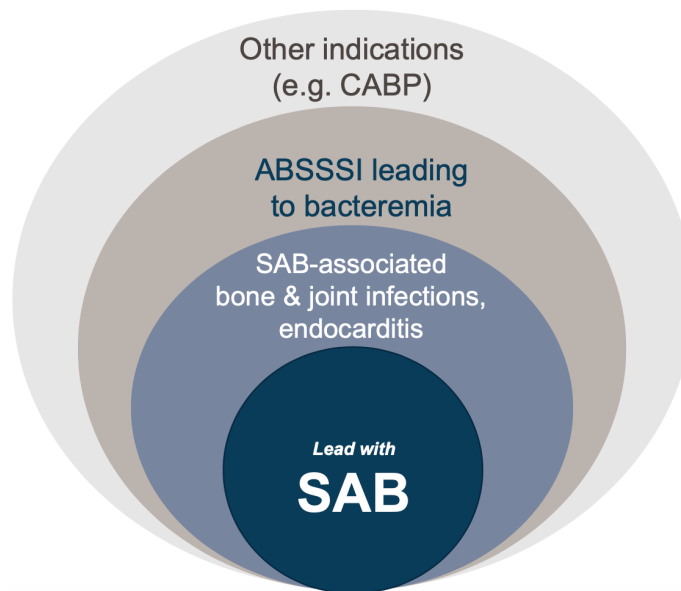 Other indications
(e.g. CABP)
ABSSSI leading
to bacteremia
SAB-associated
bone & joint infections,
endocarditis
Lead with
SAB